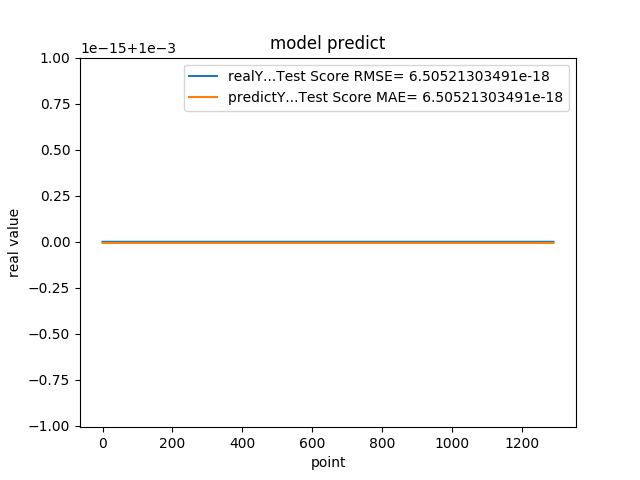 model predict
1e−15+1e−3
realY...Test Score RMSE= 6.50521303491e-18
predictY...Test Score MAE= 6.50521303491e-18
1.00
0.75
0.50
0.25
0.00
−0.25
−0.50
−0.75
−1.00
real value
0 200 400 600 800 1000 1200
point